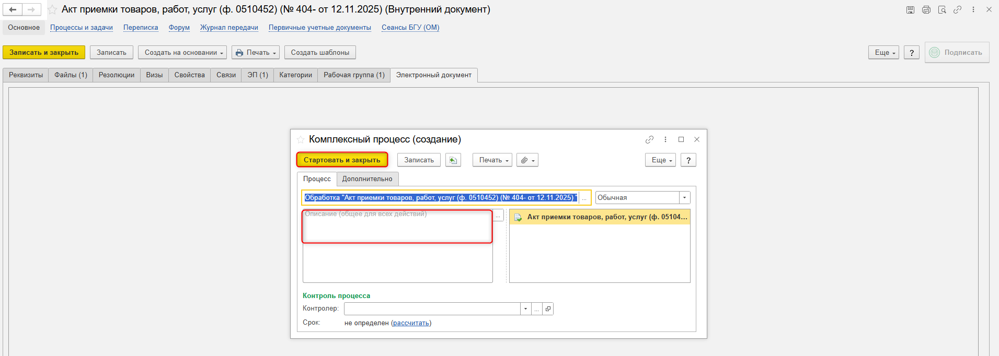 Акт приемки товаров, работ, услуг (ф. 0510452) (№ 404- от 12.11.2025) (Внутренний документ)
Основное Процессы и задачи Переписка Форум Журнал передачи Первичные учетные документы Сеансы БГУ (ОМ)
Записать и закрыть Записать Создать на основании Печать Создать шаблоны Еще ? Подписать
Реквизиты Файлы (1) Резолюции Визы Свойства Связи ЭП (1) Категории Рабочая группа (1) Электронный документ
Комплексный процесс (создание)
Стартовать и закрыть Записать Печать Еще ?
Процесс Дополнительно
Обработка "Акт приемки товаров, работ, услуг (ф. 0510452) (№ 404- от 12.11.2025) " ... Обычная
Описание (общее для всех действий) ... Акт приемки товаров, работ, услуг (ф. 05104...
Контроль процесса
Контролер: ...
Срок: не определен (рассчитать)